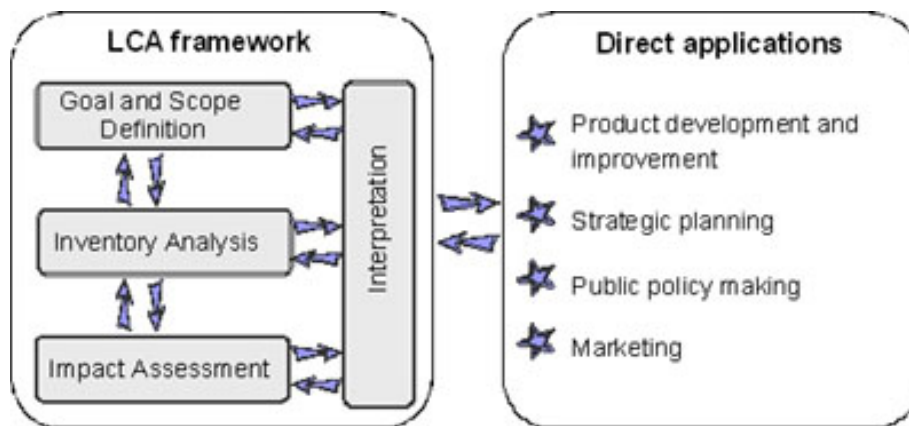 LCA framework
Goal and Scope
Definition
Inventory Analysis
Impact Assessment
Interpretation
Direct applications
Product development and
improvement
Strategic planning
Public policy making
Marketing